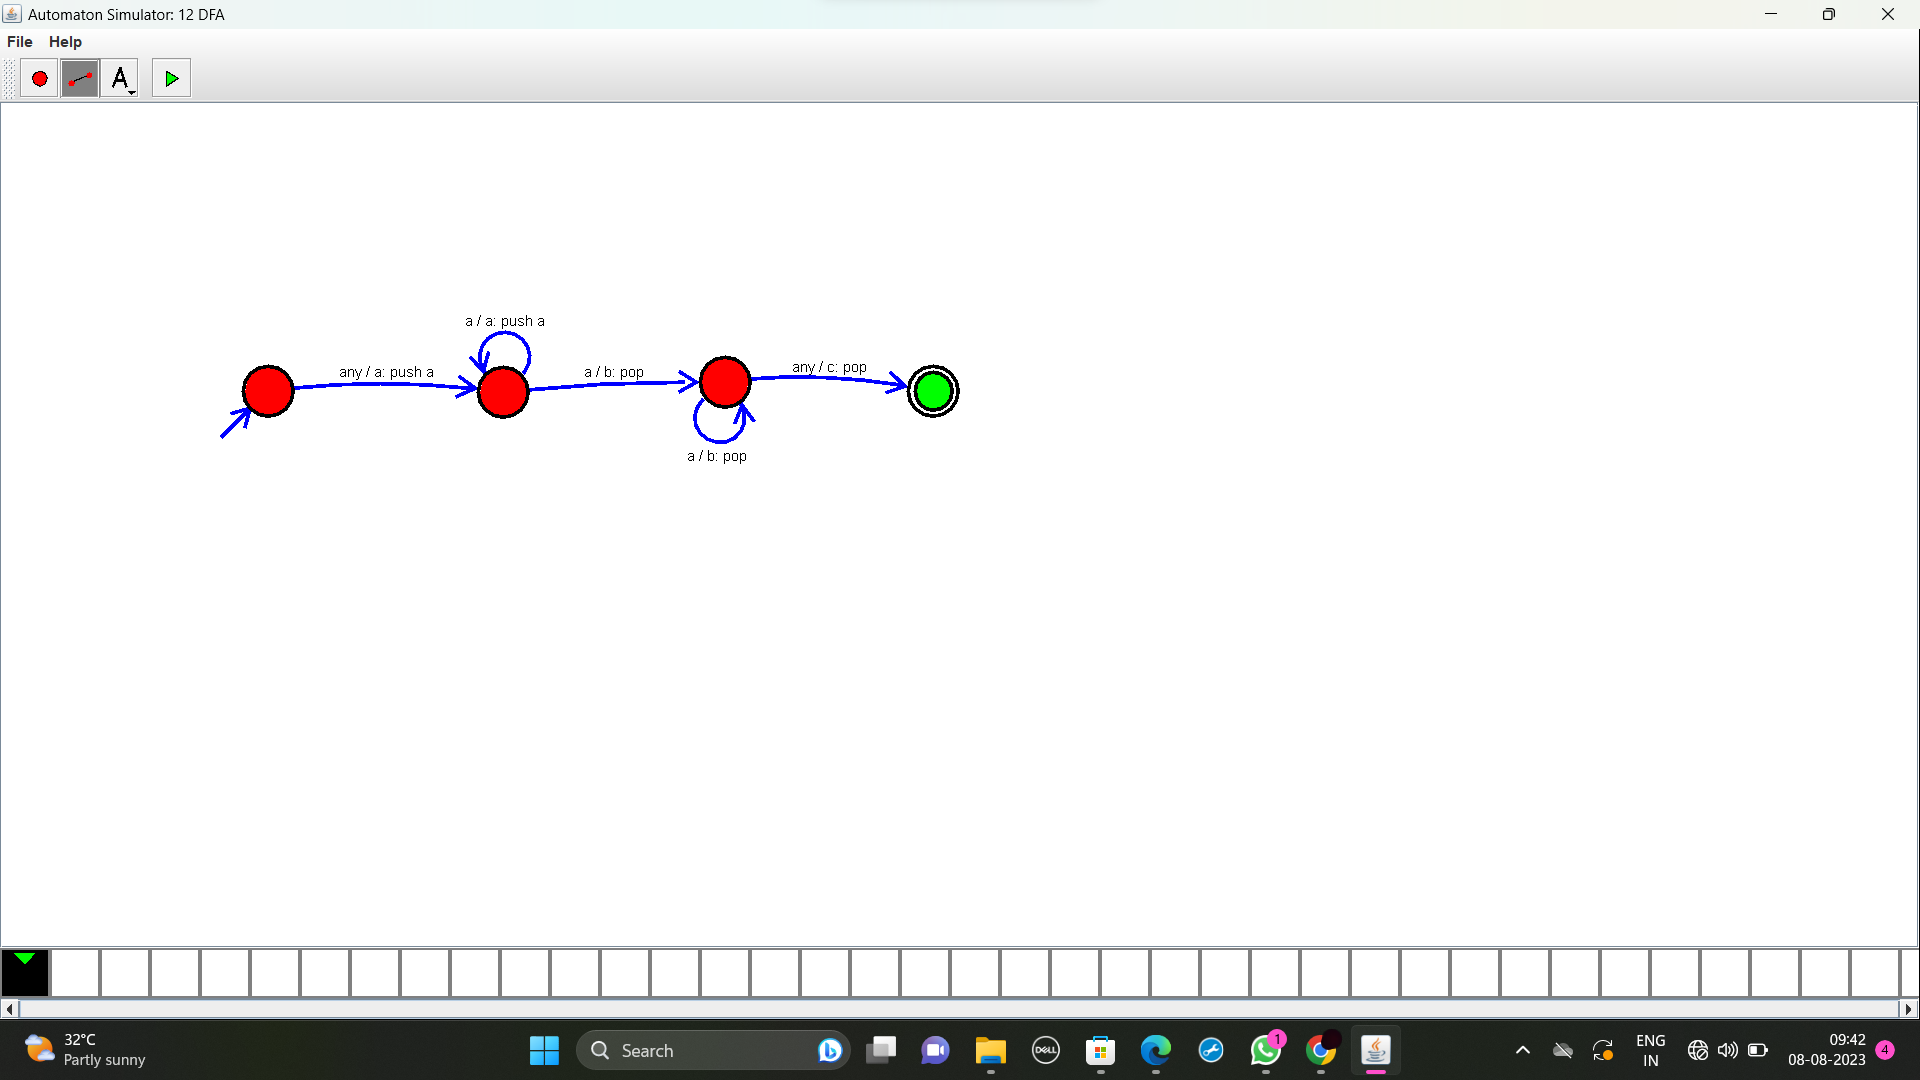 Automaton Simulator: 12 DFA
File Help
A
a / a: push a
any / a: push a
a / b: pop
any / c: pop
a / b: pop
32°C
Partly sunny
Search
DELL
1
ENG
IN
09:42
08-08-2023
4